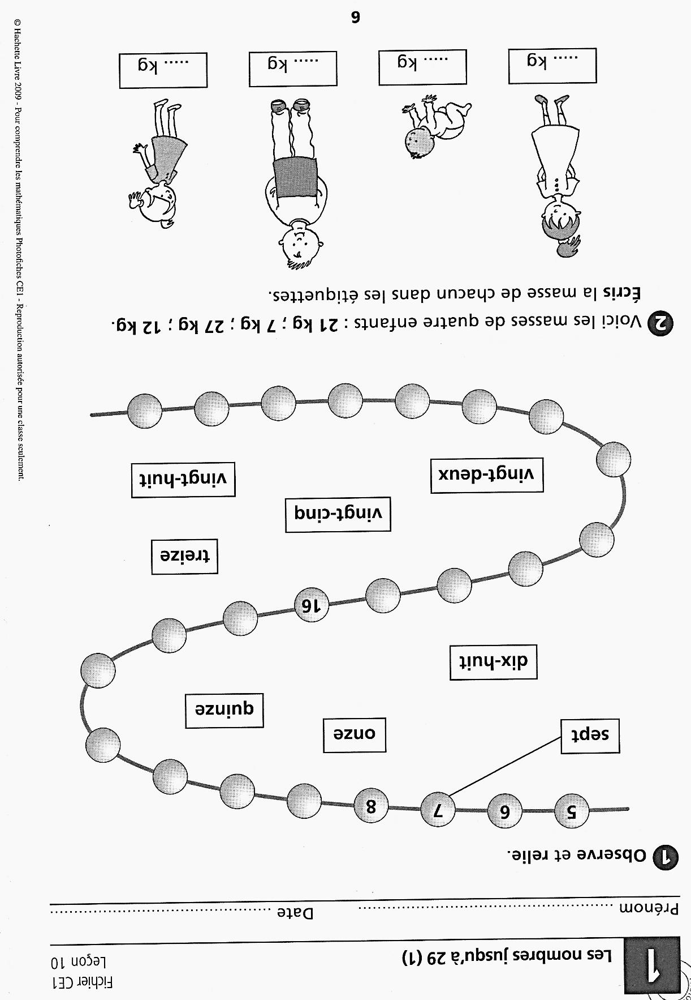 1
Les nombres jusqu'à 29 (1)
Fichier CE1
Leçon 10
Prénom ........................................ Date ........................................
1 Observe et relie.
5 6 7 8
sept
onze
quinze
dix-huit
16
treize
vingt-cinq
vingt-deux
vingt-huit
2 Voici les masses de quatre enfants : 21 kg ; 7 kg ; 27 kg ; 12 kg.
Écris la masse de chacun dans les étiquettes.
..... kg ..... kg ..... kg ..... kg
9
© Hachette Livre 2009 - Pour comprendre les mathématiques Photofiches CE1 - Reproduction autorisée pour une classe seulement.